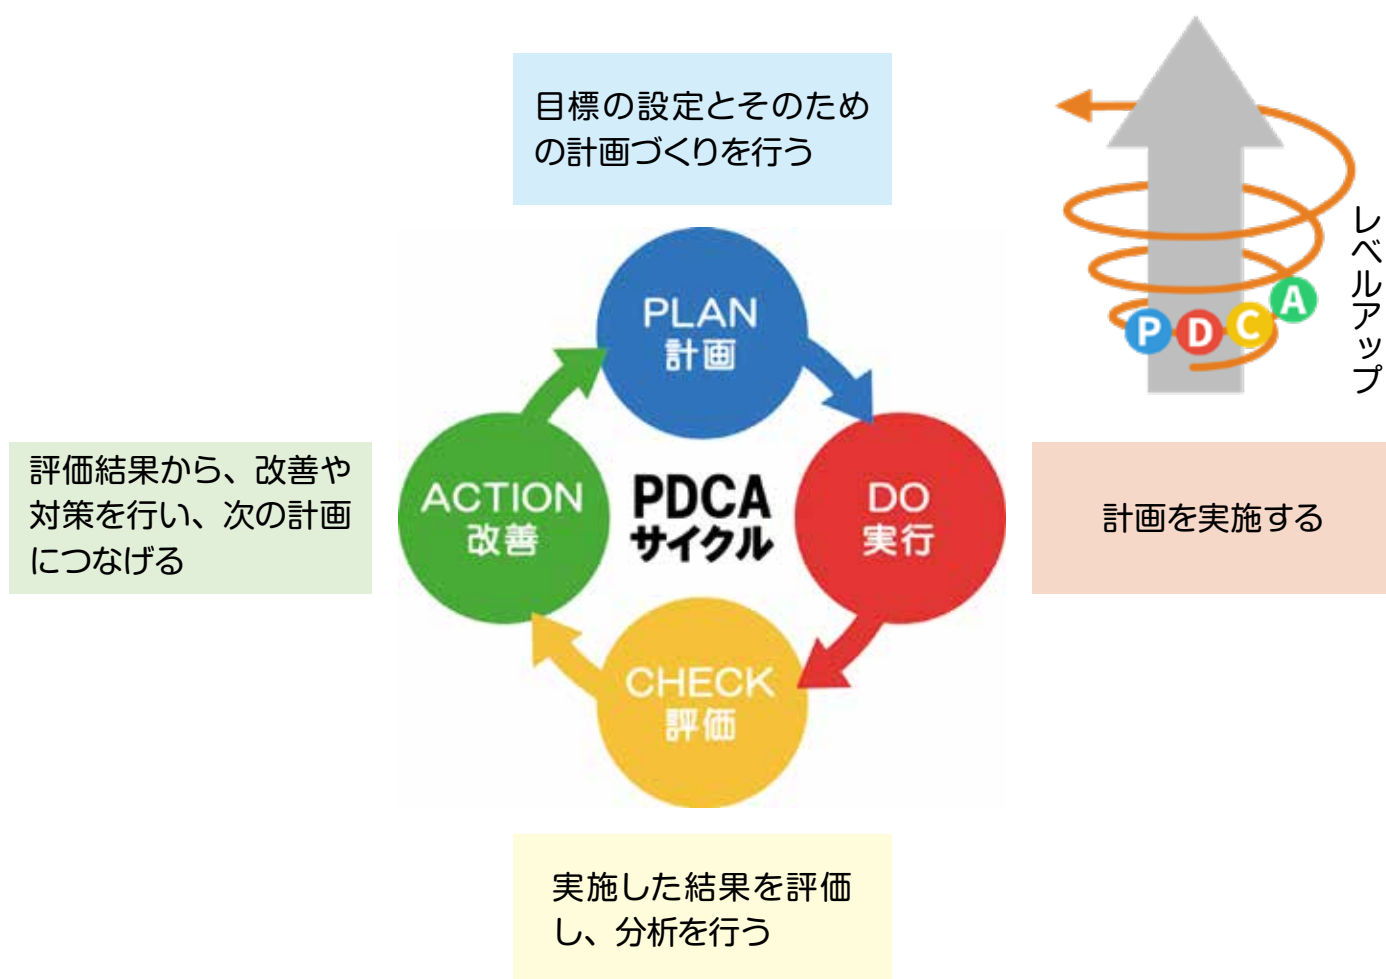 目標の設定とそのため
の計画づくりを行う
レベルアップ
P D C A
PLAN
計画
評価結果から、改善や
対策を行い、次の計画
につなげる
ACTION
改善
PDCA
サイクル
DO
実行
計画を実施する
CHECK
評価
実施した結果を評価
し、分析を行う